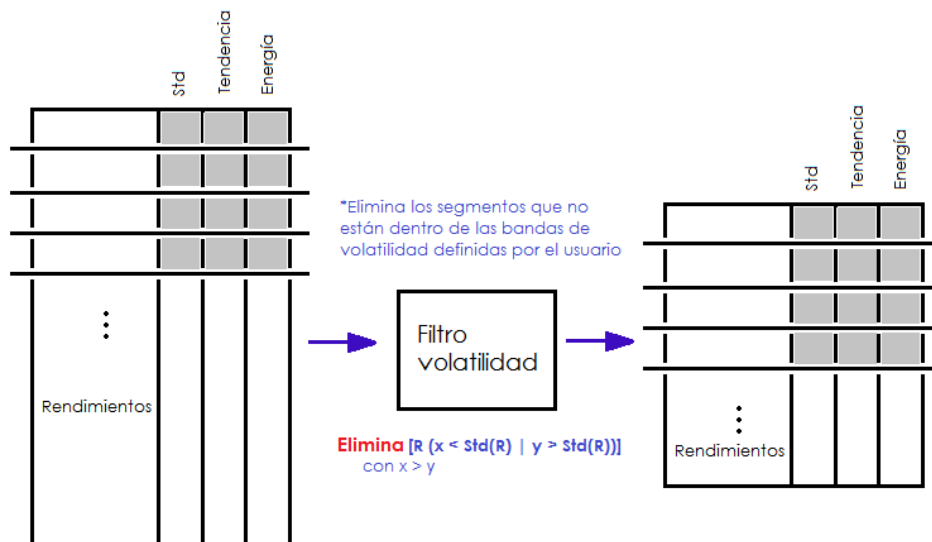 Std
Tendencia
Energía
*Elimina los segmentos que no
están dentro de las bandas de
volatilidad definidas por el usuario
Filtro
volatilidad
Rendimientos
Elimina [R (x < Std(R) | y > Std(R))]
con x > y
Std
Tendencia
Energía
Rendimientos